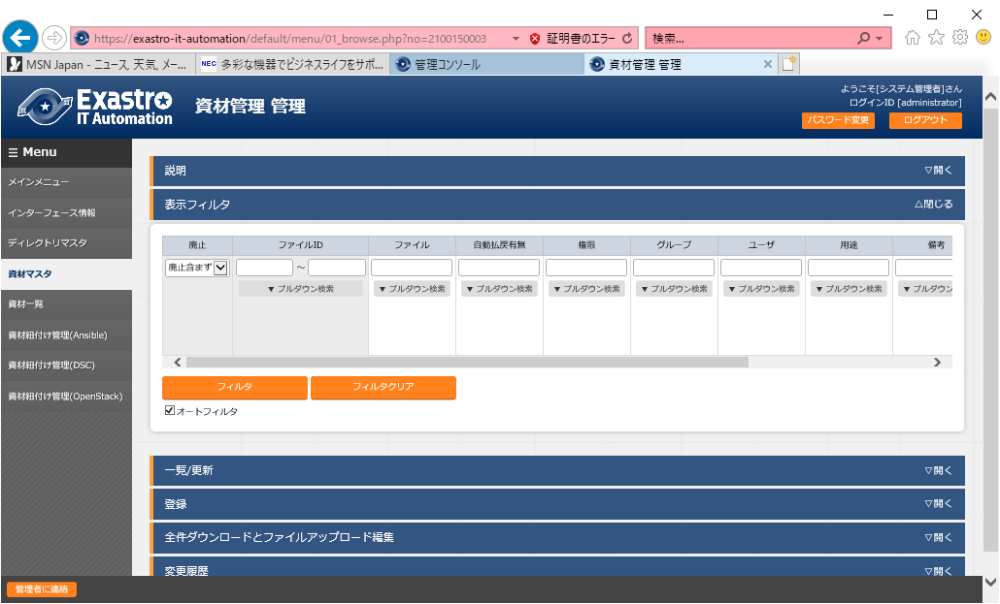 https://exastro-it-automation/default/menu/01_browse.php?no=2100150003 証明書のエラー 検索...
MSN Japan - ニュース, 天気, メー... NEC 多彩な機器でビジネスライフをサポ... 管理コンソール 資材管理 管理
Exastro IT Automation 資材管理 管理
ようこそ[システム管理者]さん
ログインID [administrator]
パスワード変更 ログアウト
Menu
メインメニュー
インターフェース情報
ディレクトリマスタ
資材マスタ
資材一覧
資材紐付け管理(Ansible)
資材紐付け管理(DSC)
資材紐付け管理(OpenStack)
説明 ▽開く
表示フィルタ △閉じる
廃止 ファイルID ファイル 自動払戻有無 権限 グループ ユーザ 用途 備考
廃止含まず ～
▼プルダウン検索 ▼プルダウン検索 ▼プルダウン検索 ▼プルダウン検索 ▼プルダウン検索 ▼プルダウン検索 ▼プルダウン検索 ▼プルダウン
フィルタ フィルタクリア
オートフィルタ
一覧/更新 ▽開く
登録 ▽開く
全件ダウンロードとファイルアップロード編集 ▽開く
変更履歴 ▽開く
管理者に連絡